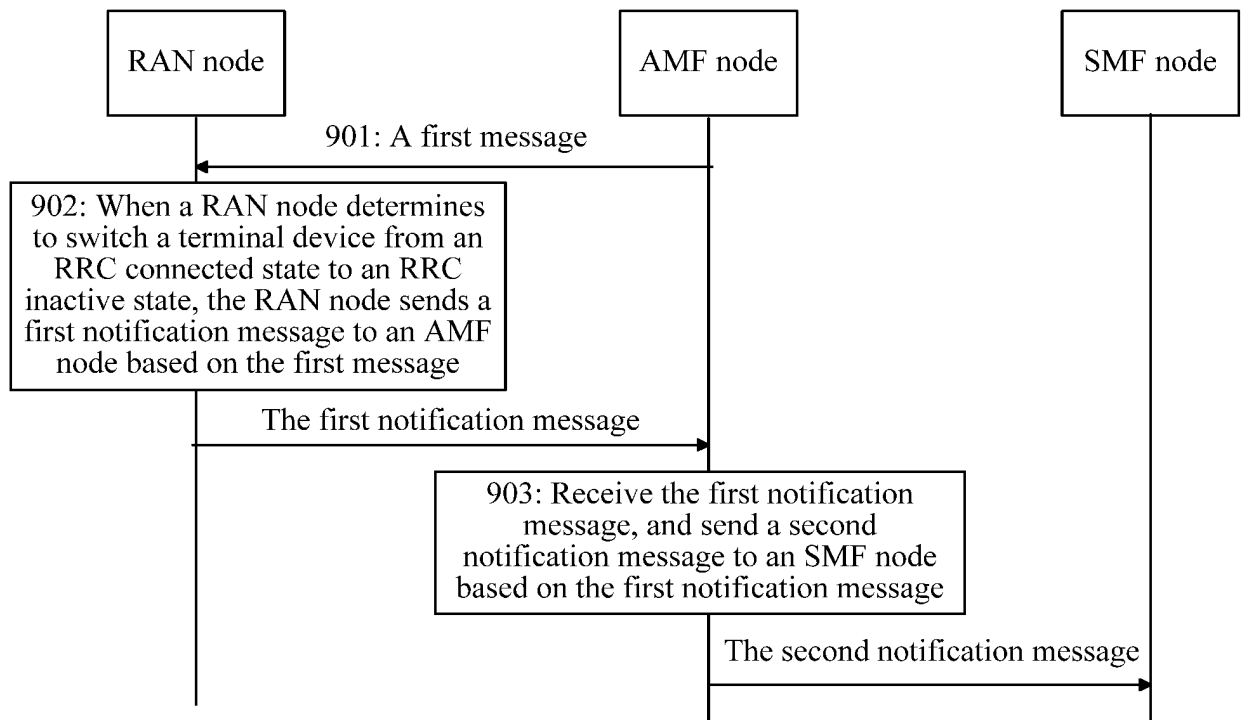 RAN node
AMF node
SMF node
901: A first message
902: When a RAN node determines
to switch a terminal device from an
RRC connected state to an RRC
inactive state, the RAN node sends a
first notification message to an AMF
node based on the first message
The first notification message
903: Receive the first notification
message, and send a second
notification message to an SMF node
based on the first notification message
The second notification message